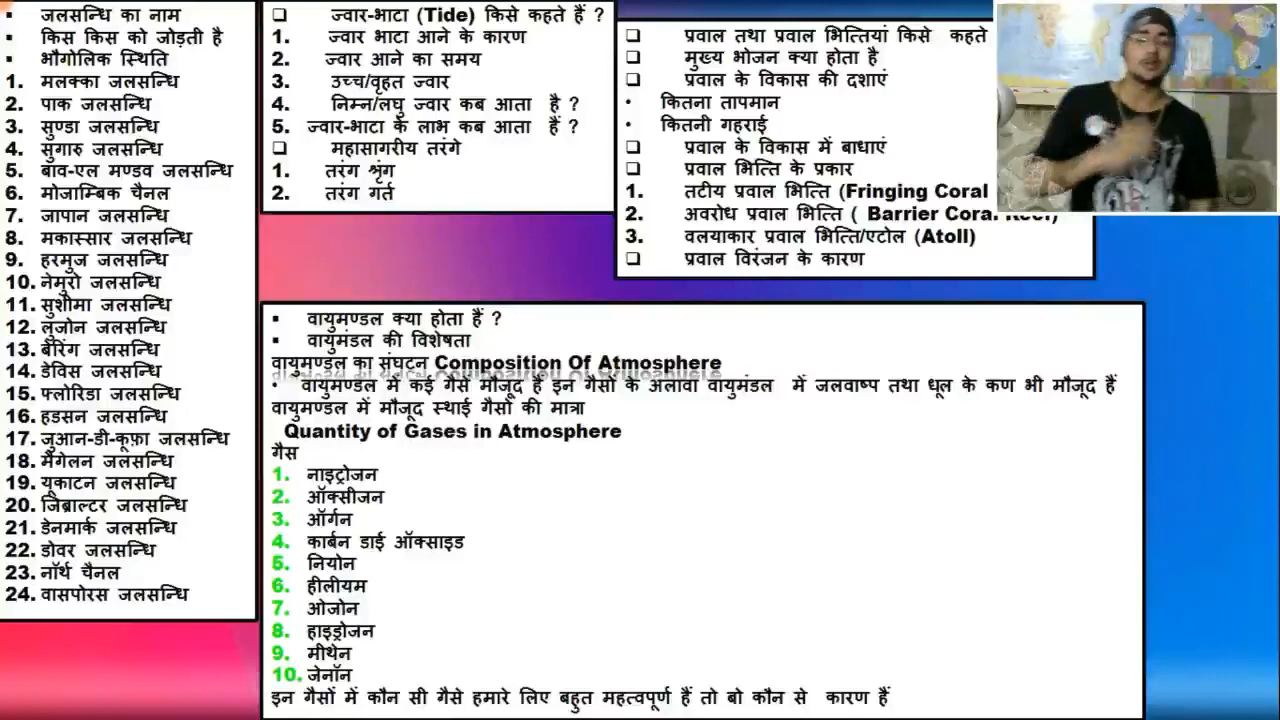 ▪ जलसन्धि का नाम
▪ किस किस को जोड़ती है
▪ भौगोलिक स्थिति
1. मलक्का जलसन्धि
2. पाक जलसन्धि
3. सुण्डा जलसन्धि
4. सुगारु जलसन्धि
5. बाव-एल मण्डव जलसन्धि
6. मोजाम्बिक चैनल
7. जापान जलसन्धि
8. मकास्सार जलसन्धि
9. हरमुज जलसन्धि
10. नेमुरो जलसन्धि
11. सुशीमा जलसन्धि
12. लुजोन जलसन्धि
13. बेरिंग जलसन्धि
14. डेविस जलसन्धि
15. फ्लोरिडा जलसन्धि
16. हडसन जलसन्धि
17. जुआन-डी-कूफ़ा जलसन्धि
18. मैगेलन जलसन्धि
19. यूकाटन जलसन्धि
20. जिब्राल्टर जलसन्धि
21. डेनमार्क जलसन्धि
22. डोवर जलसन्धि
23. नॉर्थ चैनल
24. वासपोरस जलसन्धि
❑ ज्वार-भाटा (Tide) किसे कहते हैं ?
1. ज्वार भाटा आने के कारण
2. ज्वार आने का समय
3. उच्च/वृहत ज्वार
4. निम्न/लघु ज्वार कब आता है ?
5. ज्वार-भाटा के लाभ कब आता हैं ?
❑ महासागरीय तरंगे
1. तरंग श्रृंग
2. तरंग गर्त
❑ प्रवाल तथा प्रवाल भित्तियां किसे कहते
❑ मुख्य भोजन क्या होता है
❑ प्रवाल के विकास की दशाएं
• कितना तापमान
• कितनी गहराई
❑ प्रवाल के विकास में बाधाएं
❑ प्रवाल भित्ति के प्रकार
1. तटीय प्रवाल भित्ति (Fringing Coral
2. अवरोध प्रवाल भित्ति ( Barrier Coral Reef)
3. वलयाकार प्रवाल भित्ति/एटोल (Atoll)
❑ प्रवाल विरंजन के कारण
▪ वायुमण्डल क्या होता हैं ?
▪ वायुमंडल की विशेषता
वायुमण्डल का संघटन Composition Of Atmosphere
• वायुमण्डल में कई गैसें मौजूद हैं इन गैसों के अलावा वायुमंडल में जलवाष्प तथा धूल के कण भी मौजूद हैं
वायुमण्डल में मौजूद स्थाई गैसों की मात्रा
Quantity of Gases in Atmosphere
गैस
1. नाइट्रोजन
2. ऑक्सीजन
3. ऑर्गन
4. कार्बन डाई ऑक्साइड
5. नियोन
6. हीलीयम
7. ओजोन
8. हाइड्रोजन
9. मीथेन
10. जेनॉन
इन गैसों में कौन सी गैसे हमारे लिए बहुत महत्वपूर्ण हैं तो बो कौन से कारण हैं